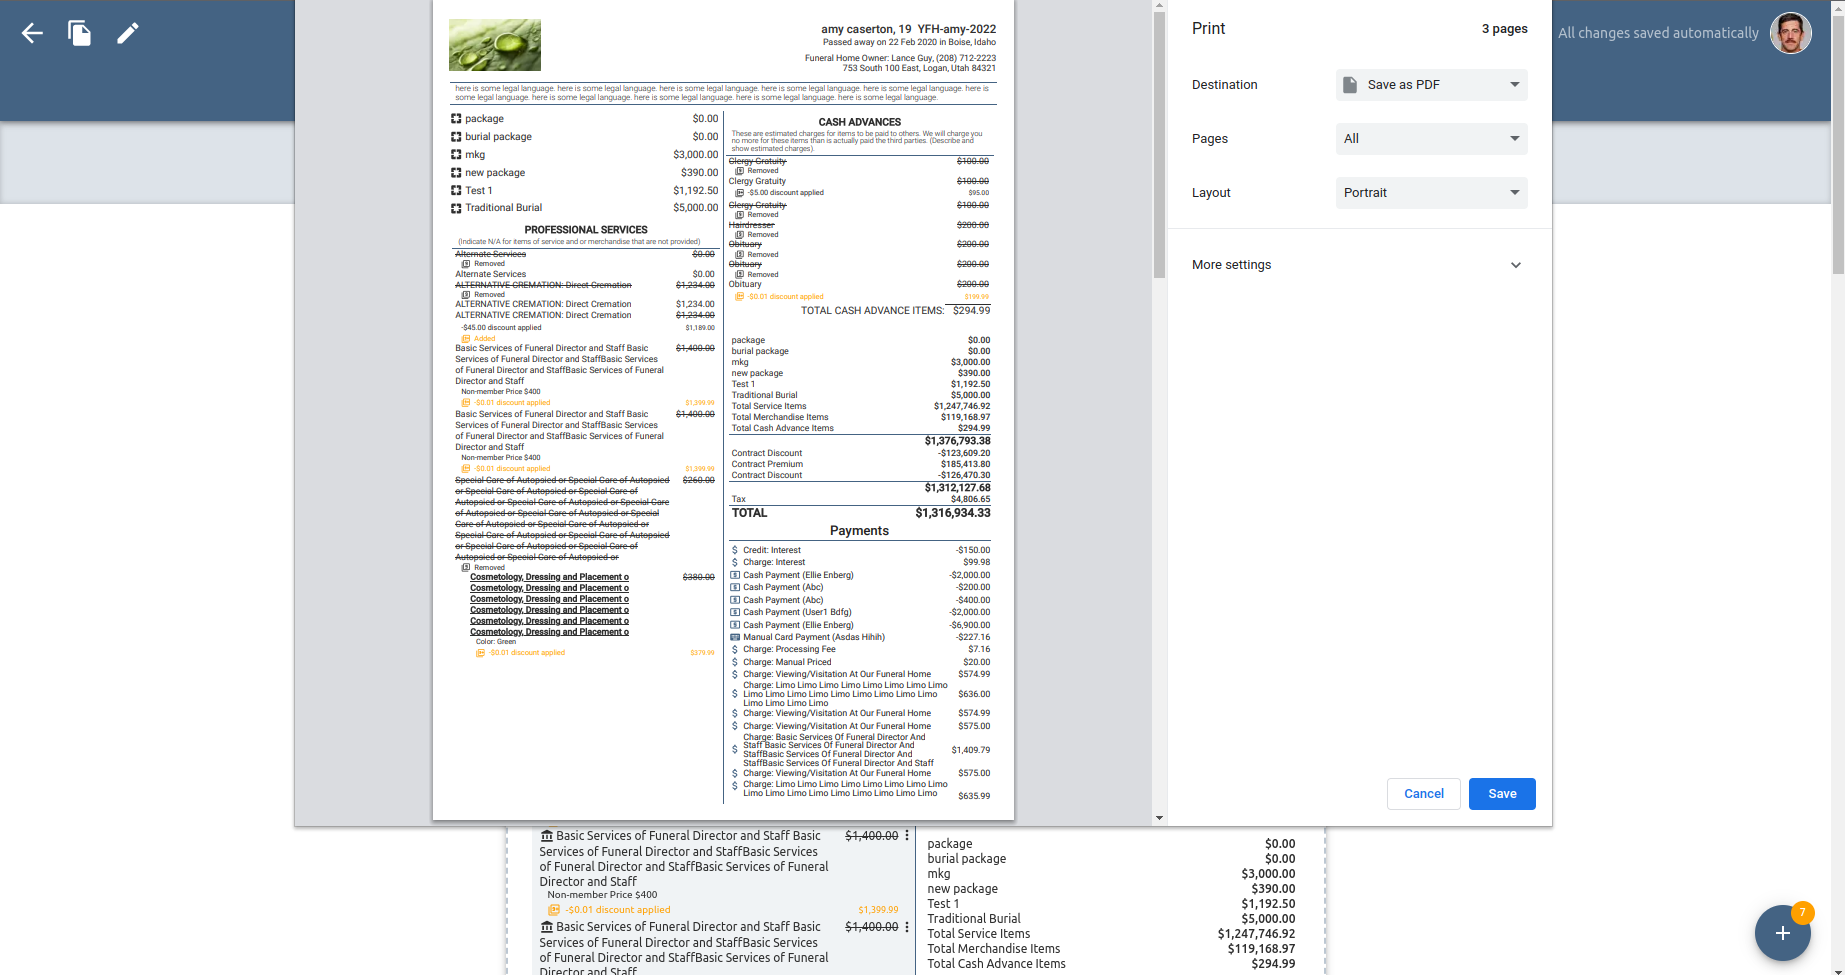 amy caserton, 19 YFH-amy-2022
Passed away on 22 Feb 2020 in Boise, Idaho
Funeral Home Owner: Lance Guy, (208) 712-2223
753 South 100 East, Logan, Utah 84321
here is some legal language. here is some legal language. here is some legal language. here is some legal language. here is some legal language. here is
some legal language. here is some legal language. here is some legal language. here is some legal language. here is some legal language.
package $0.00
burial package $0.00
mkg $3,000.00
new package $390.00
Test 1 $1,192.50
Traditional Burial $5,000.00
PROFESSIONAL SERVICES
(Indicate N/A for items of service and or merchandise that are not provided)
Alternate Services $0.00
Removed
Alternate Services $0.00
ALTERNATIVE CREMATION: Direct Cremation $1,234.00
Removed
ALTERNATIVE CREMATION: Direct Cremation $1,234.00
ALTERNATIVE CREMATION: Direct Cremation $1,234.00
-$45.00 discount applied $1,189.00
Added
Basic Services of Funeral Director and Staff Basic $1,400.00
Services of Funeral Director and StaffBasic Services
of Funeral Director and StaffBasic Services of Funeral
Director and Staff
Non-member Price $400
-$0.01 discount applied $1,399.99
Basic Services of Funeral Director and Staff Basic $1,400.00
Services of Funeral Director and StaffBasic Services
of Funeral Director and StaffBasic Services of Funeral
Director and Staff
Non-member Price $400
-$0.01 discount applied $1,399.99
Special Care of Autopsied or Special Care of Autopsied $260.00
or Special Care of Autopsied or Special Care of
Autopsied or Special Care of Autopsied or Special Care
of Autopsied or Special Care of Autopsied or Special
Care of Autopsied or Special Care of Autopsied or
Special Care of Autopsied or Special Care of Autopsied
or Special Care of Autopsied or Special Care of
Autopsied or Special Care of Autopsied or
Removed
Cosmetology, Dressing and Placement o $380.00
Cosmetology, Dressing and Placement o
Cosmetology, Dressing and Placement o
Cosmetology, Dressing and Placement o
Cosmetology, Dressing and Placement o
Cosmetology, Dressing and Placement o
Color: Green
-$0.01 discount applied $379.99
CASH ADVANCES
These are estimated charges for items to be paid to others. We will charge you
no more for these items than is actually paid the third parties. (Describe and
show estimated charges).
Clergy Gratuity $100.00
Removed
Clergy Gratuity $100.00
-$5.00 discount applied $95.00
Clergy Gratuity $100.00
Removed
Hairdresser $200.00
Removed
Obituary $200.00
Removed
Obituary $200.00
Removed
Obituary $200.00
-$0.01 discount applied $199.99
TOTAL CASH ADVANCE ITEMS: $294.99
package $0.00
burial package $0.00
mkg $3,000.00
new package $390.00
Test 1 $1,192.50
Traditional Burial $5,000.00
Total Service Items $1,247,746.92
Total Merchandise Items $119,168.97
Total Cash Advance Items $294.99
$1,376,793.38
Contract Discount -$123,609.20
Contract Premium $185,413.80
Contract Discount -$126,470.30
$1,312,127.68
Tax $4,806.65
TOTAL $1,316,934.33
Payments
Credit: Interest -$150.00
Charge: Interest $99.98
Cash Payment (Ellie Enberg) -$2,000.00
Cash Payment (Abc) -$200.00
Cash Payment (Abc) -$400.00
Cash Payment (User1 Bdfg) -$2,000.00
Cash Payment (Ellie Enberg) -$6,900.00
Manual Card Payment (Asdas Hihih) -$227.16
Charge: Processing Fee $7.16
Charge: Manual Priced $20.00
Charge: Viewing/Visitation At Our Funeral Home $574.99
Charge: Limo Limo Limo Limo Limo Limo Limo Limo
Limo Limo Limo Limo Limo Limo Limo Limo Limo $636.00
Limo Limo Limo Limo
Charge: Viewing/Visitation At Our Funeral Home $574.99
Charge: Viewing/Visitation At Our Funeral Home $575.00
Charge: Basic Services Of Funeral Director And
Staff Basic Services Of Funeral Director And
StaffBasic Services Of Funeral Director And $1,409.79
StaffBasic Services Of Funeral Director And Staff
Charge: Viewing/Visitation At Our Funeral Home $575.00
Charge: Limo Limo Limo Limo Limo Limo Limo Limo
Limo Limo Limo Limo Limo Limo Limo Limo Limo $635.99
Print 3 pages
Destination Save as PDF
Pages All
Layout Portrait
More settings
Cancel Save
All changes saved automatically
Basic Services of Funeral Director and Staff Basic $1,400.00
Services of Funeral Director and StaffBasic Services
of Funeral Director and StaffBasic Services of Funeral
Director and Staff
Non-member Price $400
-$0.01 discount applied $1,399.99
Basic Services of Funeral Director and Staff Basic $1,400.00
Services of Funeral Director and StaffBasic Services
of Funeral Director and StaffBasic Services of Funeral
Director and Staff
package $0.00
burial package $0.00
mkg $3,000.00
new package $390.00
Test 1 $1,192.50
Traditional Burial $5,000.00
Total Service Items $1,247,746.92
Total Merchandise Items $119,168.97
Total Cash Advance Items $294.99
7